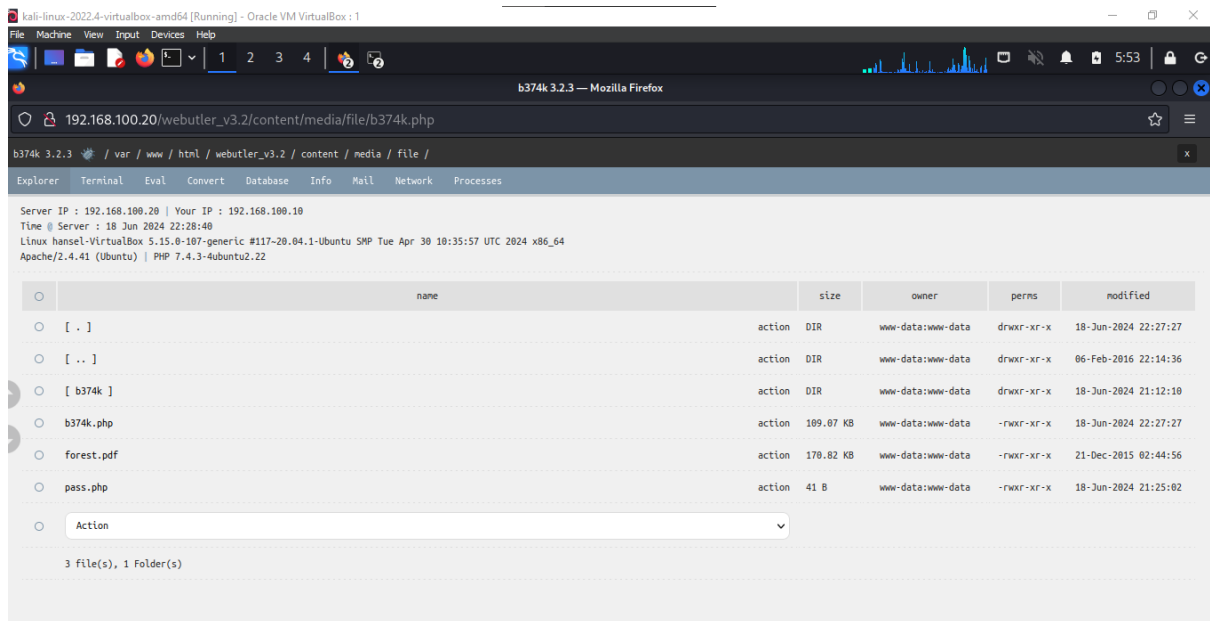 kali-linux-2022.4-virtualbox-amd64 [Running] - Oracle VM VirtualBox : 1
File Machine View Input Devices Help
1 2 3 4 2 2 5:53
b374k 3.2.3 — Mozilla Firefox
192.168.100.20/webutler_v3.2/content/media/file/b374k.php
b374k 3.2.3 / var / www / html / webutler_v3.2 / content / media / file / x
Explorer Terminal Eval Convert Database Info Mail Network Processes
Server IP : 192.168.100.20 | Your IP : 192.168.100.10
Time @ Server : 18 Jun 2024 22:28:40
Linux hansel-VirtualBox 5.15.0-107-generic #117~20.04.1-Ubuntu SMP Tue Apr 30 10:35:57 UTC 2024 x86_64
Apache/2.4.41 (Ubuntu) | PHP 7.4.3-4ubuntu2.22
name size owner perms modified
[ . ] action DIR www-data:www-data drwxr-xr-x 18-Jun-2024 22:27:27
[ .. ] action DIR www-data:www-data drwxr-xr-x 06-Feb-2016 22:14:36
[ b374k ] action DIR www-data:www-data drwxr-xr-x 18-Jun-2024 21:12:10
b374k.php action 109.07 KB www-data:www-data -rwxr-xr-x 18-Jun-2024 22:27:27
forest.pdf action 170.82 KB www-data:www-data -rwxr-xr-x 21-Dec-2015 02:44:56
pass.php action 41 B www-data:www-data -rwxr-xr-x 18-Jun-2024 21:25:02
Action
3 file(s), 1 Folder(s)